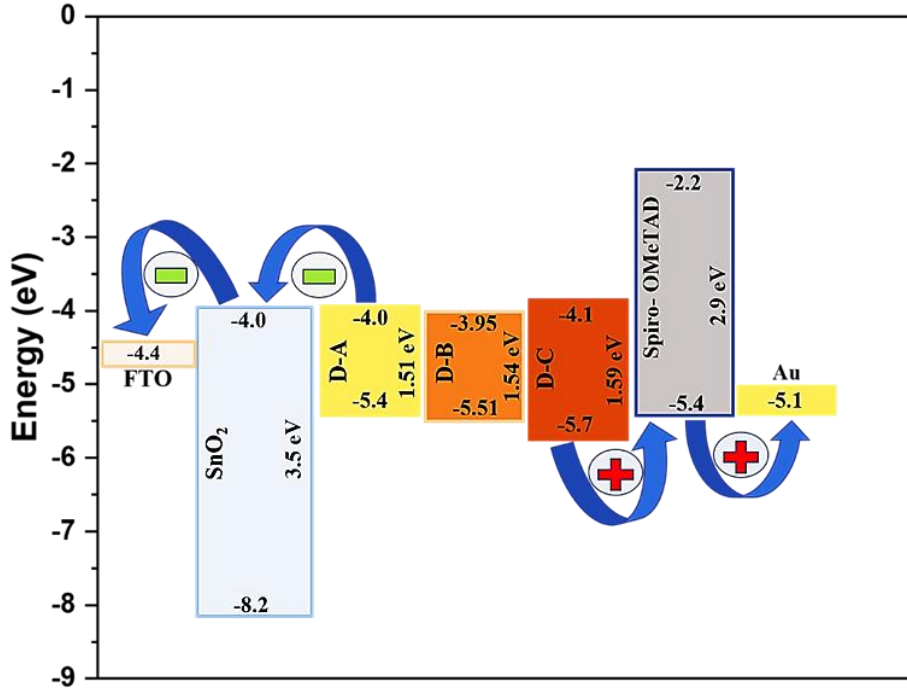 Energy (eV)
0
-1
-2
-3
-4
-5
-6
-7
-8
-9
-4.4
FTO
-4.0
SnO2
3.5 eV
-8.2
-4.0
D-A
1.51 eV
-5.4
-3.95
D-B
1.54 eV
-5.51
-4.1
D-C
1.59 eV
-5.7
-2.2
Spiro- OMeTAD
2.9 eV
-5.4
Au
-5.1